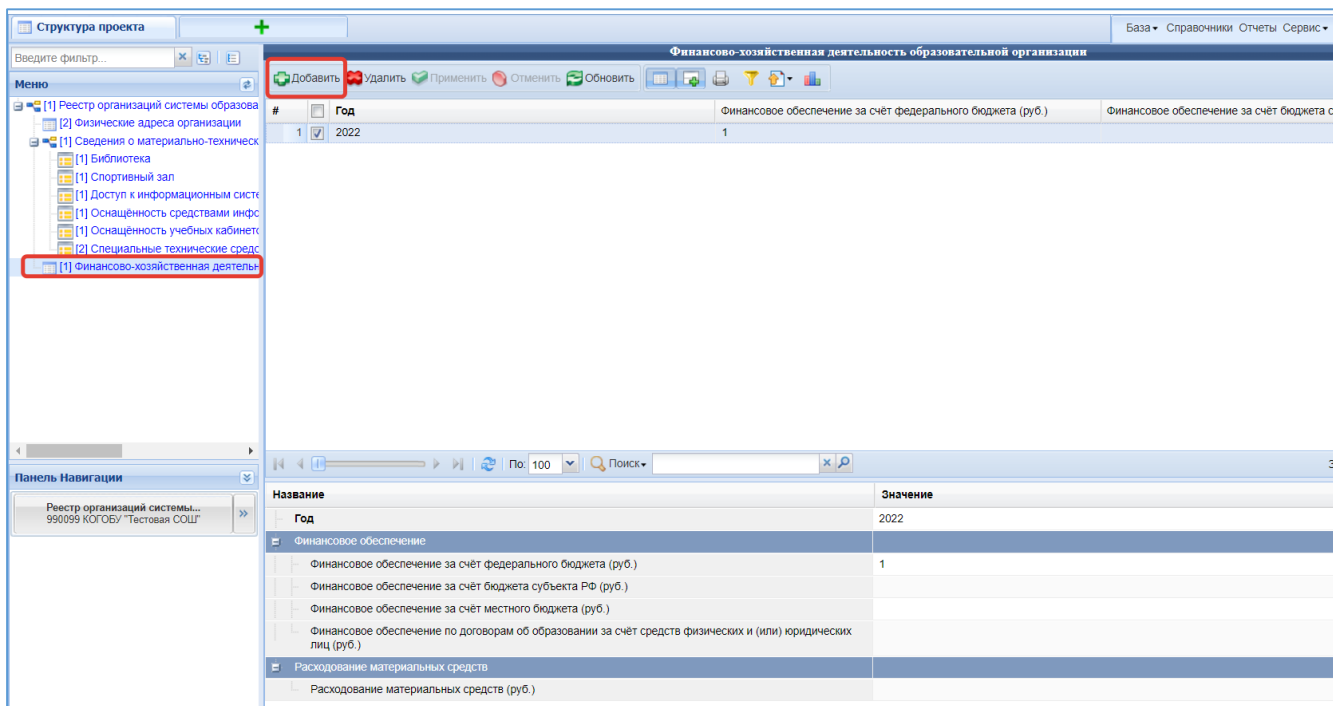 Структура проекта
База Справочники Отчеты Сервис
Введите фильтр...
Финансово-хозяйственная деятельность образовательной организации
Меню
Добавить Удалить Применить Отменить Обновить
[1] Реестр организаций системы образова
[2] Физические адреса организации
[1] Сведения о материально-техническ
[1] Библиотека
[1] Спортивный зал
[1] Доступ к информационным систе
[1] Оснащённость средствами инфо
[1] Оснащённость учебных кабинето
[2] Специальные технические средс
[1] Финансово-хозяйственная деятельн
# Год Финансовое обеспечение за счёт федерального бюджета (руб.) Финансовое обеспечение за счёт бюджета с
1 2022 1
По: 100 Поиск
Панель Навигации
Реестр организаций системы...
990099 КОГОБУ "Тестовая СОШ"
Название Значение
Год 2022
Финансовое обеспечение
Финансовое обеспечение за счёт федерального бюджета (руб.) 1
Финансовое обеспечение за счёт бюджета субъекта РФ (руб.)
Финансовое обеспечение за счёт местного бюджета (руб.)
Финансовое обеспечение по договорам об образовании за счёт средств физических и (или) юридических
лиц (руб.)
Расходование материальных средств
Расходование материальных средств (руб.)